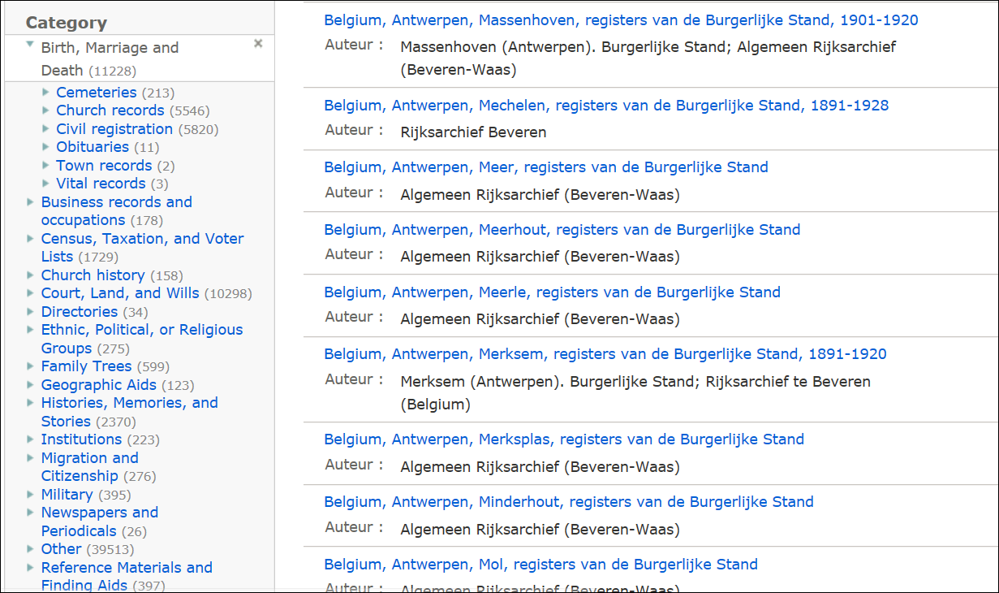 Category
Birth, Marriage and
Death (11228)
Cemeteries (213)
Church records (5546)
Civil registration (5820)
Obituaries (11)
Town records (2)
Vital records (3)
Business records and
occupations (178)
Census, Taxation, and Voter
Lists (1729)
Church history (158)
Court, Land, and Wills (10298)
Directories (34)
Ethnic, Political, or Religious
Groups (275)
Family Trees (599)
Geographic Aids (123)
Histories, Memories, and
Stories (2370)
Institutions (223)
Migration and
Citizenship (276)
Military (395)
Newspapers and
Periodicals (26)
Other (39513)
Reference Materials and
Finding Aids (397)
Belgium, Antwerpen, Massenhoven, registers van de Burgerlijke Stand, 1901-1920
Auteur : Massenhoven (Antwerpen). Burgerlijke Stand; Algemeen Rijksarchief
(Beveren-Waas)
Belgium, Antwerpen, Mechelen, registers van de Burgerlijke Stand, 1891-1928
Auteur : Rijksarchief Beveren
Belgium, Antwerpen, Meer, registers van de Burgerlijke Stand
Auteur : Algemeen Rijksarchief (Beveren-Waas)
Belgium, Antwerpen, Meerhout, registers van de Burgerlijke Stand
Auteur : Algemeen Rijksarchief (Beveren-Waas)
Belgium, Antwerpen, Meerle, registers van de Burgerlijke Stand
Auteur : Algemeen Rijksarchief (Beveren-Waas)
Belgium, Antwerpen, Merksem, registers van de Burgerlijke Stand, 1891-1920
Auteur : Merksem (Antwerpen). Burgerlijke Stand; Rijksarchief te Beveren
(Belgium)
Belgium, Antwerpen, Merksplas, registers van de Burgerlijke Stand
Auteur : Algemeen Rijksarchief (Beveren-Waas)
Belgium, Antwerpen, Minderhout, registers van de Burgerlijke Stand
Auteur : Algemeen Rijksarchief (Beveren-Waas)
Belgium, Antwerpen, Mol, registers van de Burgerlijke Stand
Auteur : Algemeen Rijksarchief (Beveren-Waas)